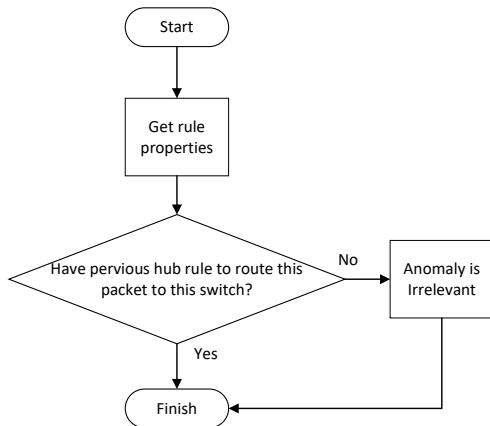 Start
Get rule
properties
Have pervious hub rule to route this
packet to this switch?
No
Anomaly is
Irrelevant
Yes
Finish